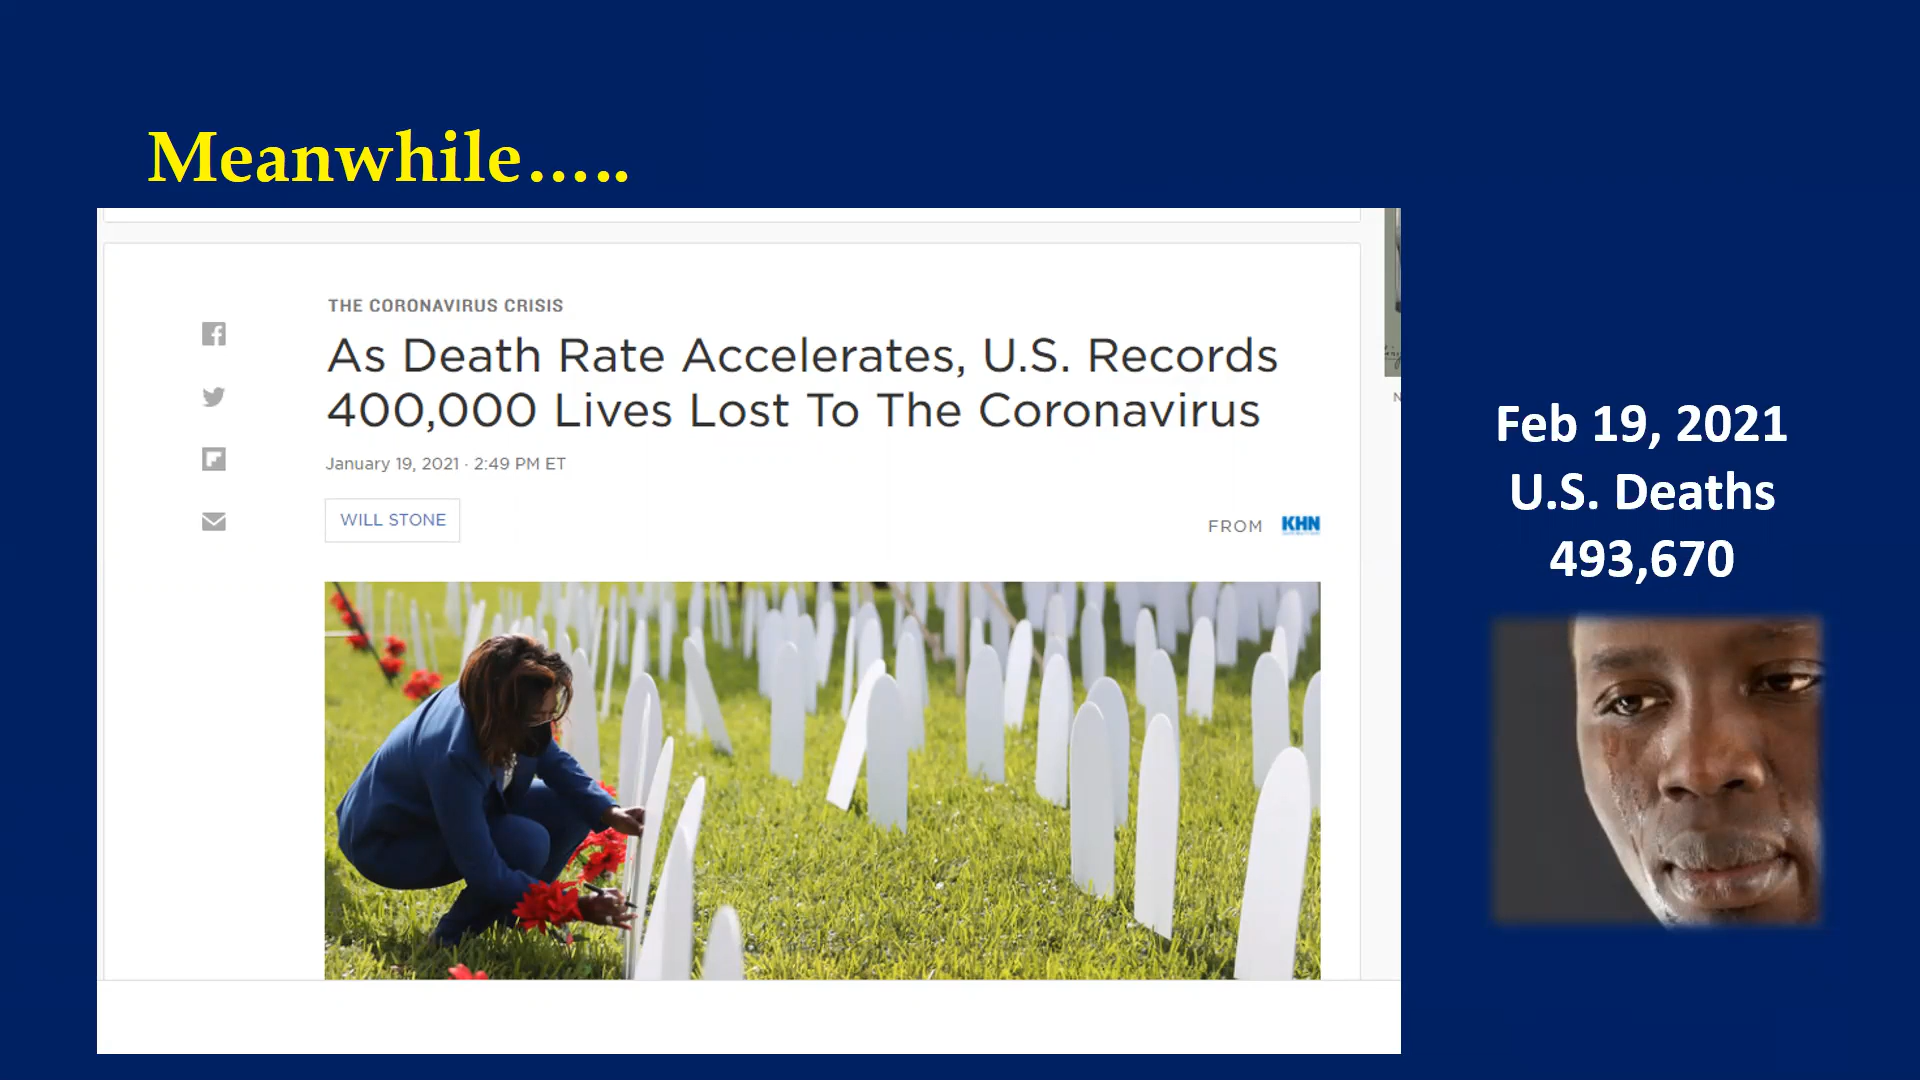 Meanwhile.....
THE CORONAVIRUS CRISIS
As Death Rate Accelerates, U.S. Records
400,000 Lives Lost To The Coronavirus
January 19, 2021 · 2:49 PM ET
WILL STONE
FROM KHN
Feb 19, 2021
U.S. Deaths
493,670